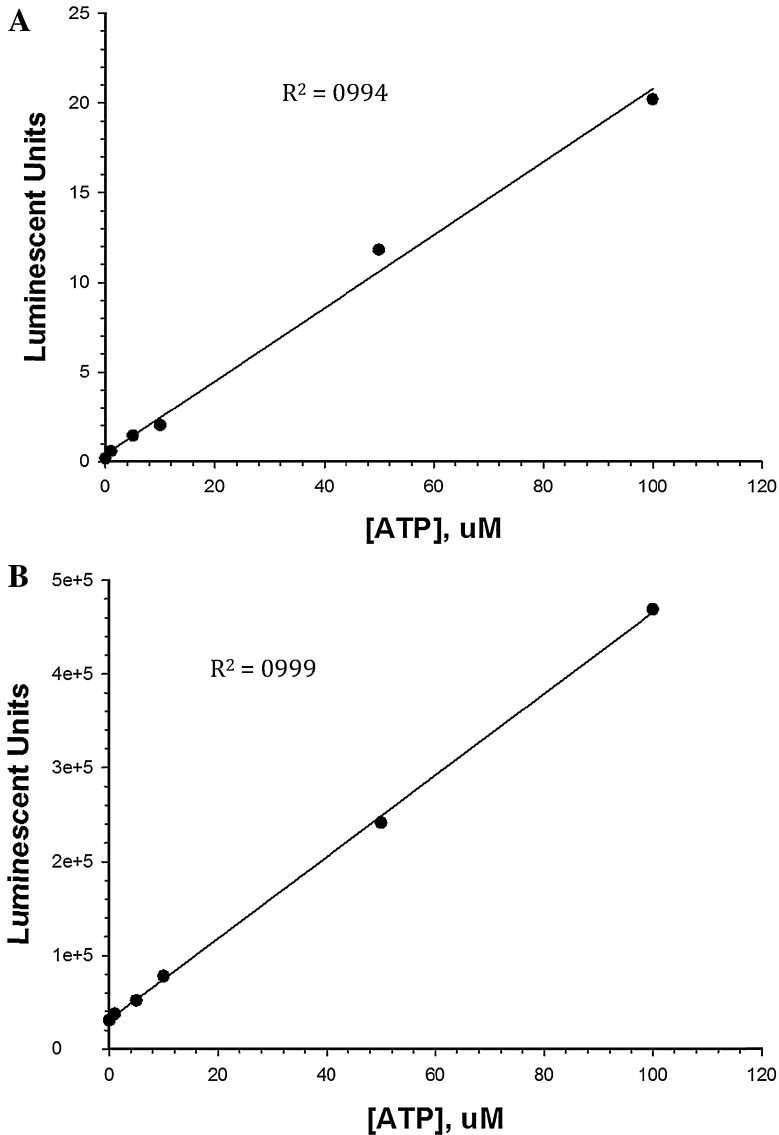 A
25
R² = 0994
20
15
10
5
0
Luminescent Units
0 20 40 60 80 100 120
[ATP], uM
B
5e+5
R² = 0999
4e+5
3e+5
2e+5
1e+5
0
Luminescent Units
0 20 40 60 80 100 120
[ATP], uM